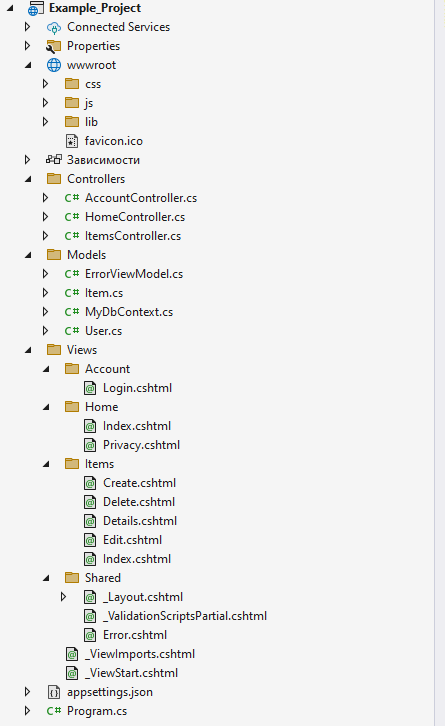 Example_Project
Connected Services
Properties
wwwroot
css
js
lib
favicon.ico
Зависимости
Controllers
C# AccountController.cs
C# HomeController.cs
C# ItemsController.cs
Models
C# ErrorViewModel.cs
C# Item.cs
C# MyDbContext.cs
C# User.cs
Views
Account
Login.cshtml
Home
Index.cshtml
Privacy.cshtml
Items
Create.cshtml
Delete.cshtml
Details.cshtml
Edit.cshtml
Index.cshtml
Shared
_Layout.cshtml
_ValidationScriptsPartial.cshtml
Error.cshtml
_ViewImports.cshtml
_ViewStart.cshtml
appsettings.json
C# Program.cs